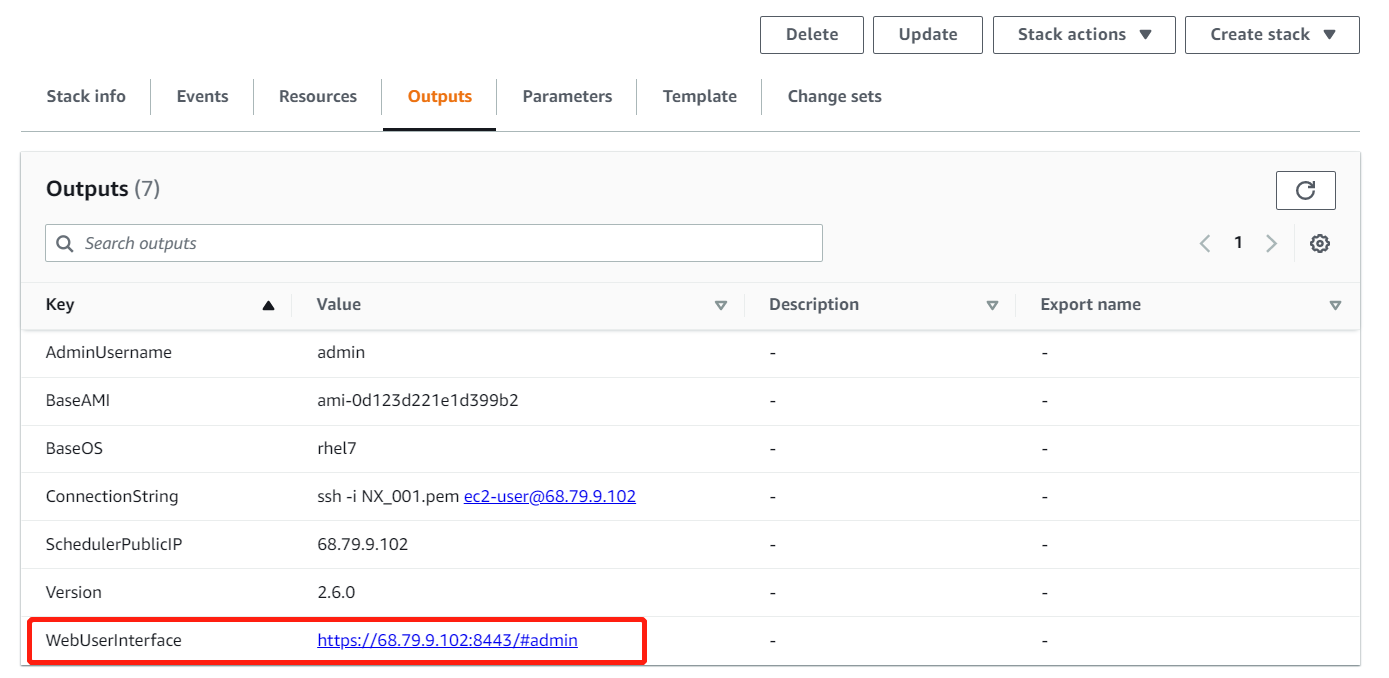 Delete Update Stack actions Create stack
Stack info Events Resources Outputs Parameters Template Change sets
Outputs (7)
Search outputs
1
Key Value Description Export name
AdminUsername admin - -
BaseAMI ami-0d123d221e1d399b2 - -
BaseOS rhel7 - -
ConnectionString ssh -i NX_001.pem ec2-user@68.79.9.102 - -
SchedulerPublicIP 68.79.9.102 - -
Version 2.6.0 - -
WebUserInterface https://68.79.9.102:8443/#admin - -